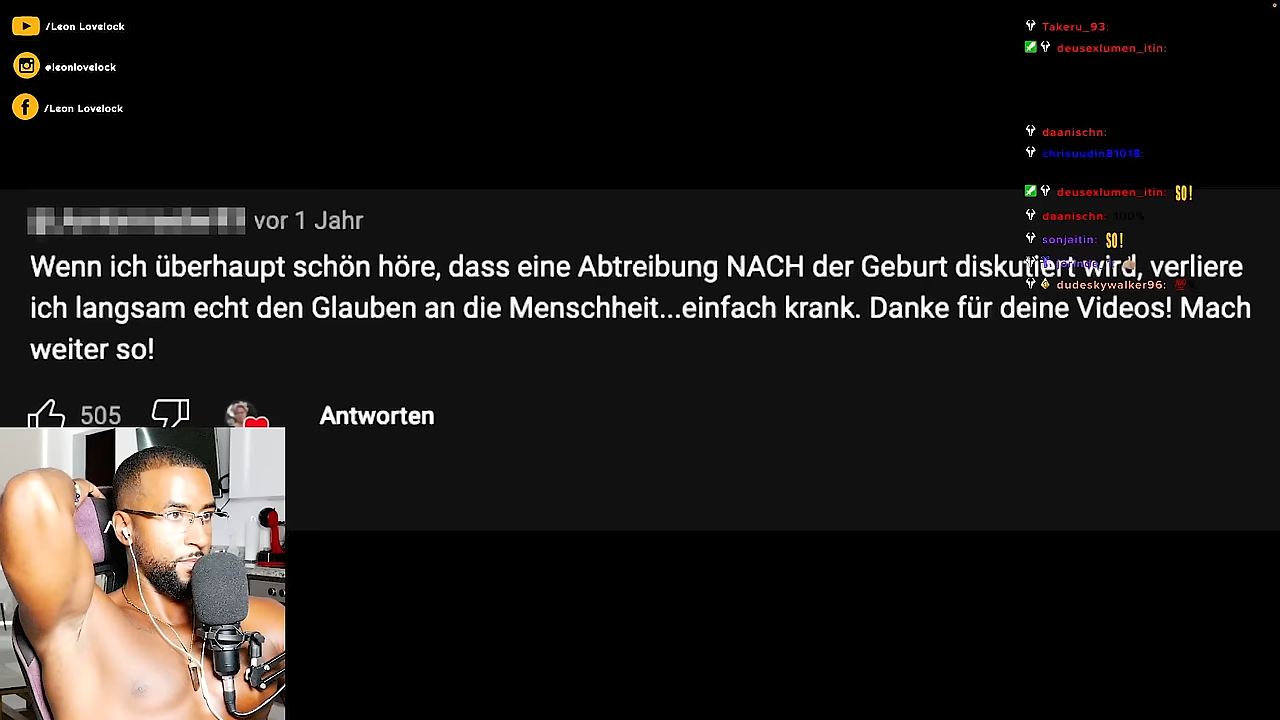 /Leon Lovelock
@leonlovelock
/Leon Lovelock
Takeru_93:
deusexlumen_itin:
daanischn:
chrisuudin81018:
deusexlumen_itin: SO!
daanischn: 100%
sonjaitin: SO!
dudeskywalker96:
vor 1 Jahr
Wenn ich überhaupt schön höre, dass eine Abtreibung NACH der Geburt diskutiert wird, verliere
ich langsam echt den Glauben an die Menschheit...einfach krank. Danke für deine Videos! Mach
weiter so!
505
Antworten